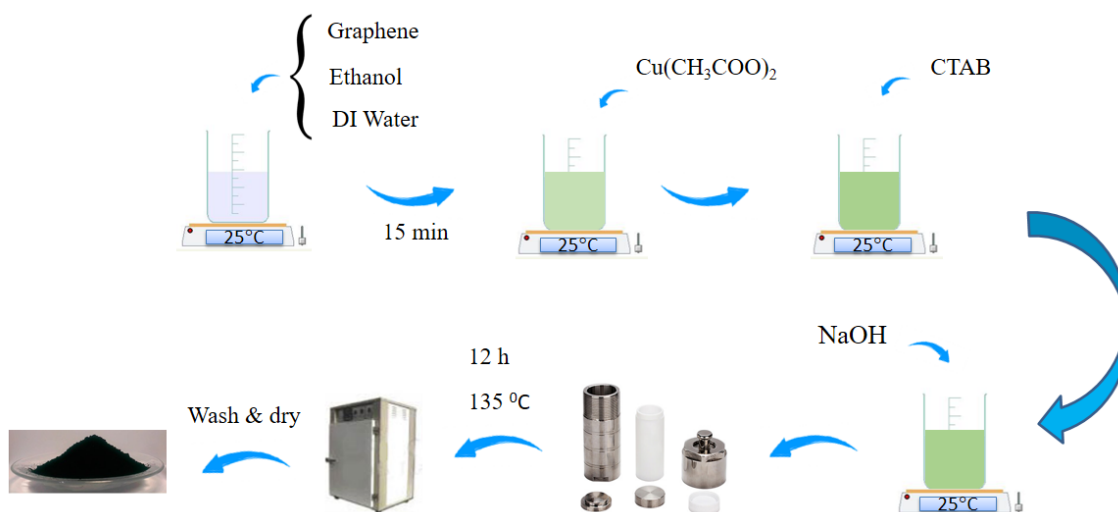 Graphene
Ethanol
DI Water
25°C
15 min
Cu(CH₃COO)₂
25°C
CTAB
25°C
NaOH
25°C
12 h
135 ⁰C
Wash & dry